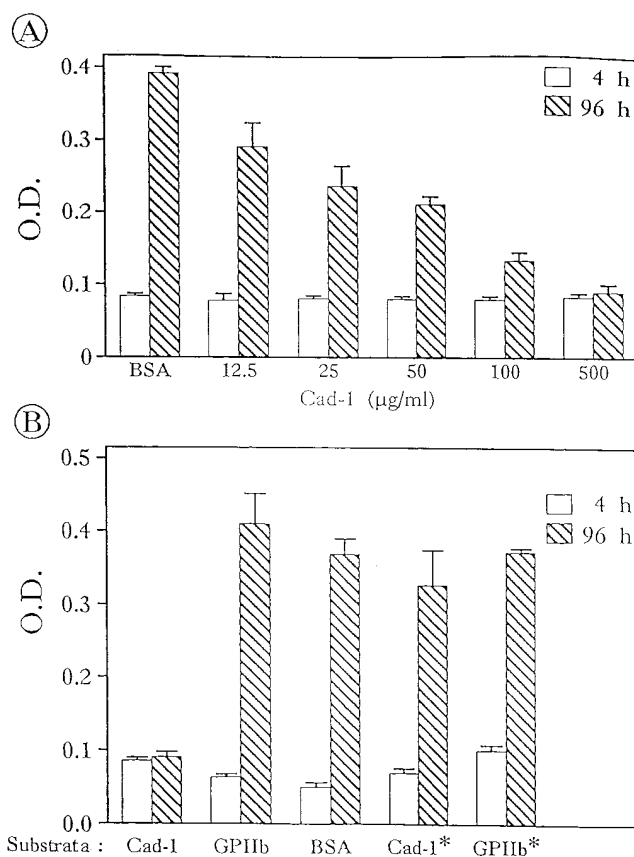 A
0.4
0.3
0.2
0.1
0
O.D.
4 h
96 h
BSA 12.5 25 50 100 500
Cad-1 (µg/ml)
B
0.5
0.4
0.3
0.2
0.1
0.0
O.D.
4 h
96 h
Substrata : Cad-1 GPIIb BSA Cad-1* GPIIb*